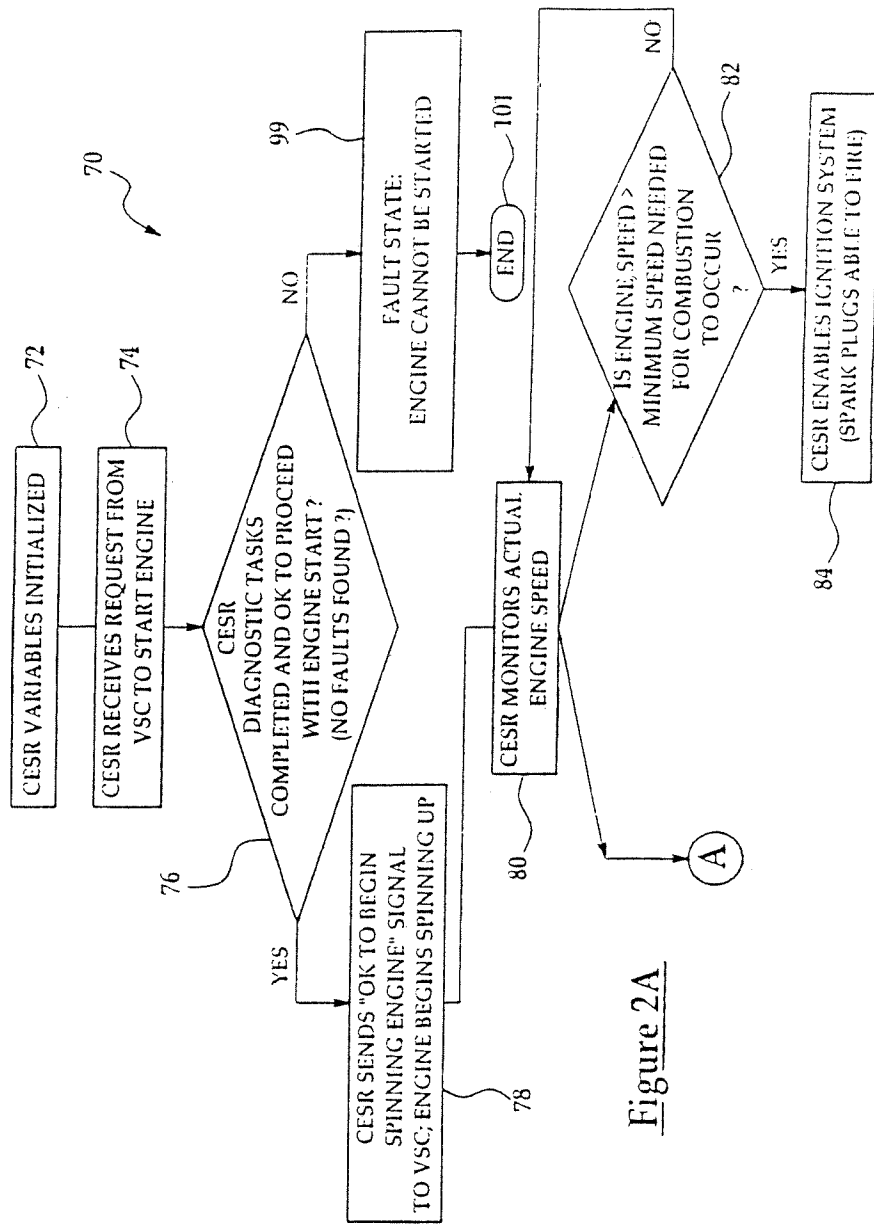 70
CESR VARIABLES INITIALIZED
72
CESR RECEIVES REQUEST FROM
VSC TO START ENGINE
74
CESR
DIAGNOSTIC TASKS
COMPLETED AND OK TO PROCEED
WITH ENGINE START ?
(NO FAULTS FOUND ?)
76
YES
NO
CESR SENDS "OK TO BEGIN
SPINNING ENGINE" SIGNAL
TO VSC; ENGINE BEGINS SPINNING UP
78
FAULT STATE:
ENGINE CANNOT BE STARTED
99
END
101
CESR MONITORS ACTUAL
ENGINE SPEED
80
A
IS ENGINE SPEED >
MINIMUM SPEED NEEDED
FOR COMBUSTION
TO OCCUR
?
82
NO
YES
CESR ENABLES IGNITION SYSTEM
(SPARK PLUGS ABLE TO FIRE)
84
Figure 2A